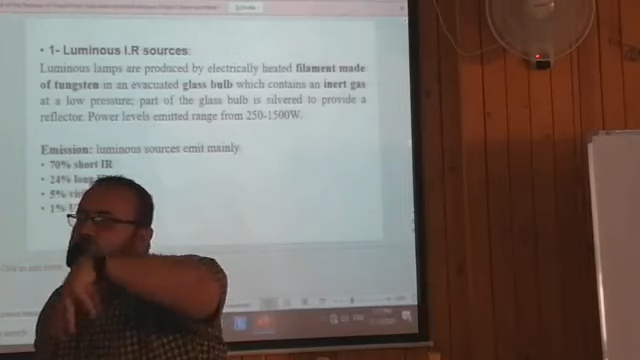 • 1- Luminous I.R sources:
Luminous lamps are produced by electrically heated filament made
of tungsten in an evacuated glass bulb which contains an inert gas
at a low pressure; part of the glass bulb is silvered to provide a
reflector. Power levels emitted range from 250-1500W.
Emission: luminous sources emit mainly
• 70% short IR
• 24% long
• 5%
• 1%